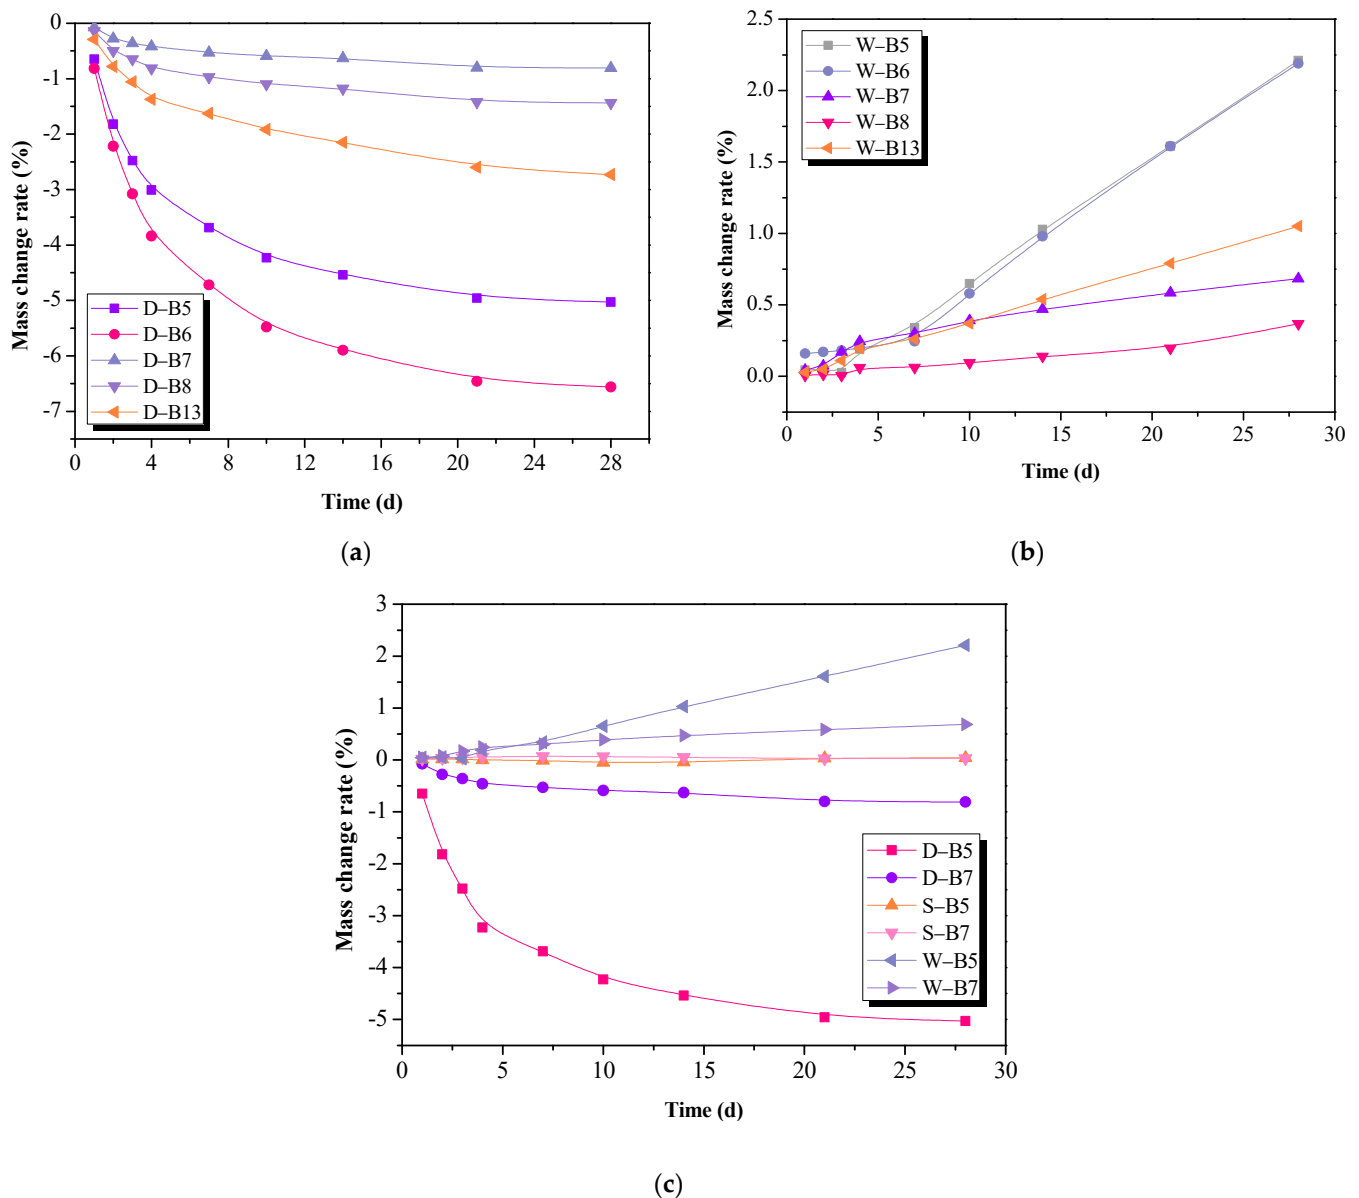 0
-1
-2
-3
-4
-5
-6
-7
Mass change rate (%)
D–B5
D–B6
D–B7
D–B8
D–B13
0 4 8 12 16 20 24 28
Time (d)
(a)
2.5
2.0
1.5
1.0
0.5
0.0
Mass change rate (%)
W–B5
W–B6
W–B7
W–B8
W–B13
0 5 10 15 20 25 30
Time (d)
(b)
3
2
1
0
-1
-2
-3
-4
-5
Mass change rate (%)
D–B5
D–B7
S–B5
S–B7
W–B5
W–B7
0 5 10 15 20 25 30
Time (d)
(c)